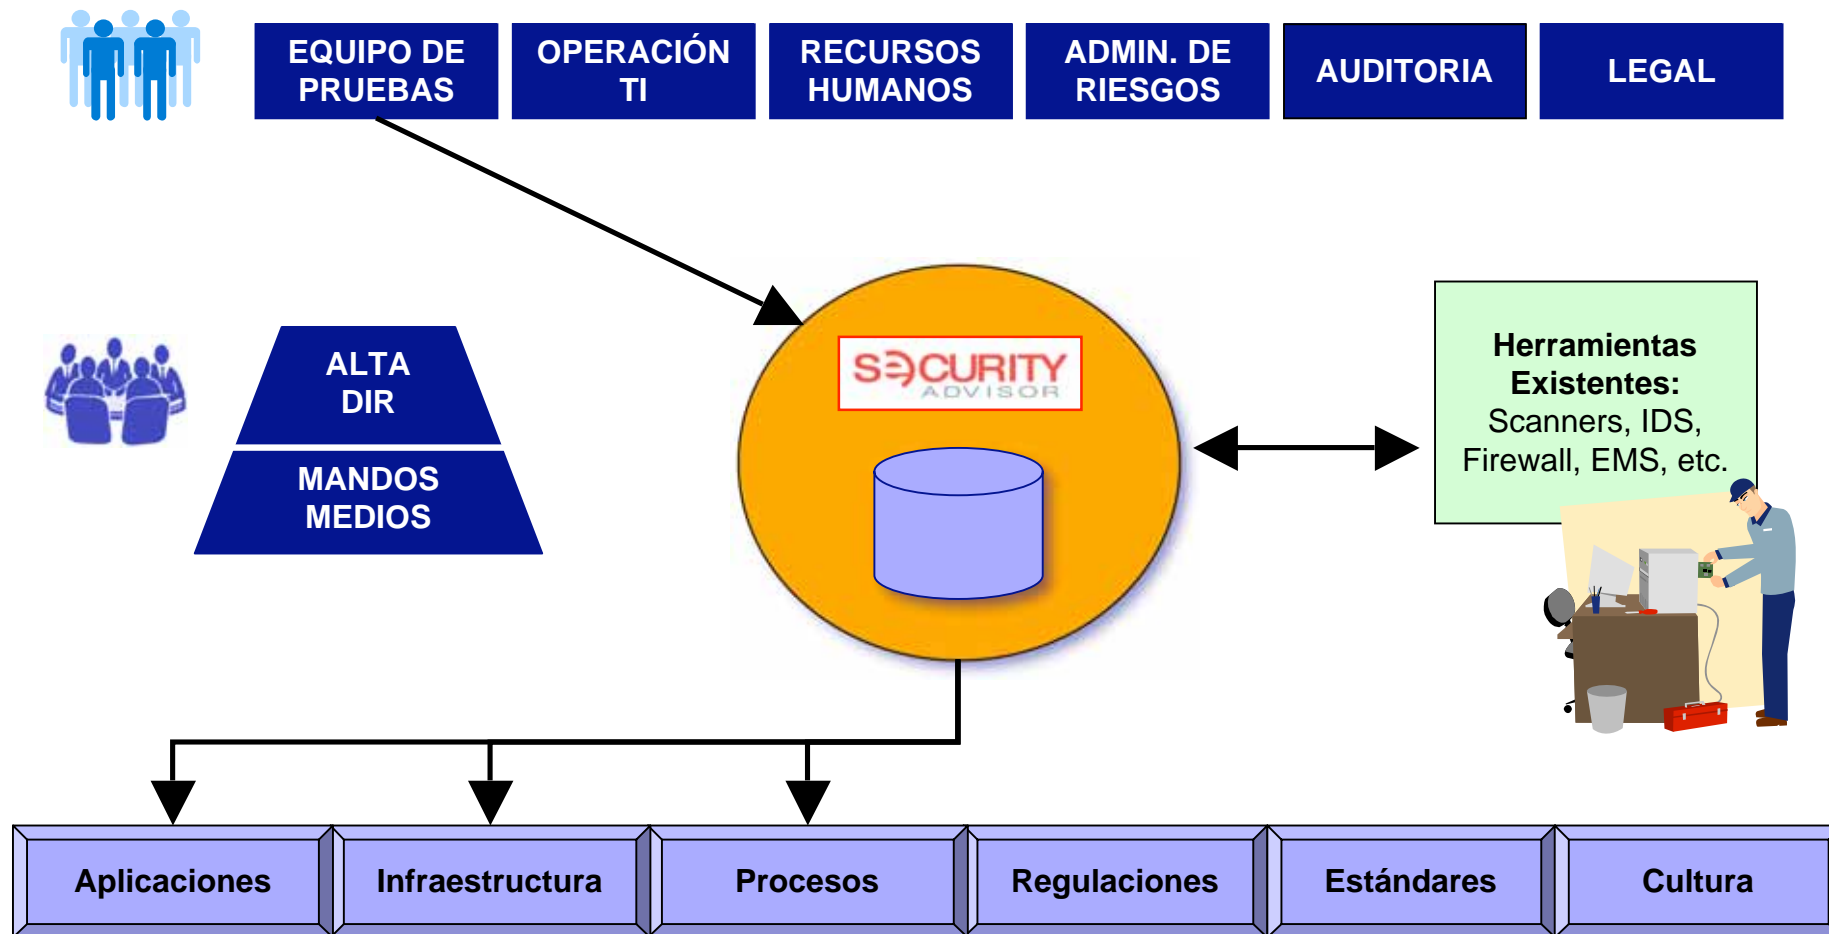 EQUIPO DE
PRUEBAS
OPERACIÓN
TI
RECURSOS
HUMANOS
ADMIN. DE
RIESGOS
AUDITORIA
LEGAL
ALTA
DIR
MANDOS
MEDIOS
SECURITY
ADVISOR
Herramientas
Existentes:
Scanners, IDS,
Firewall, EMS, etc.
Aplicaciones
Infraestructura
Procesos
Regulaciones
Estándares
Cultura